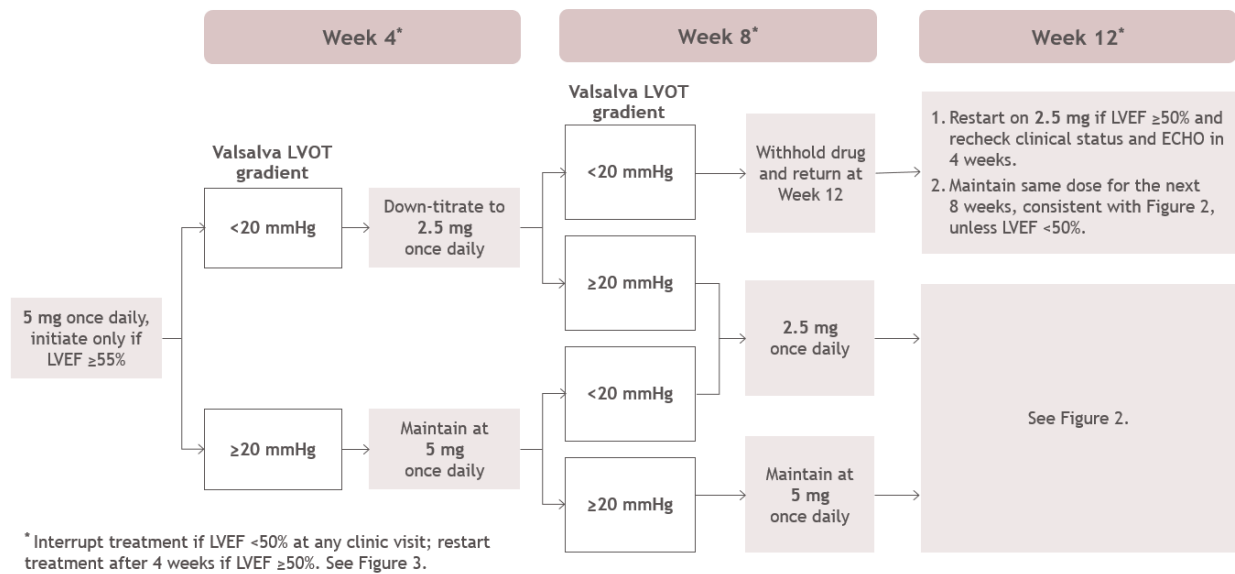 Week 4*
Week 8*
Week 12*
5 mg once daily,
initiate only if
LVEF ≥55%
Valsalva LVOT
gradient
<20 mmHg
Down-titrate to
2.5 mg
once daily
≥20 mmHg
Maintain at
5 mg
once daily
Valsalva LVOT
gradient
<20 mmHg
Withhold drug
and return at
Week 12
≥20 mmHg
<20 mmHg
2.5 mg
once daily
≥20 mmHg
Maintain at
5 mg
once daily
1. Restart on 2.5 mg if LVEF ≥50% and
recheck clinical status and ECHO in
4 weeks.
2. Maintain same dose for the next
8 weeks, consistent with Figure 2,
unless LVEF <50%.
See Figure 2.
* Interrupt treatment if LVEF <50% at any clinic visit; restart
treatment after 4 weeks if LVEF ≥50%. See Figure 3.